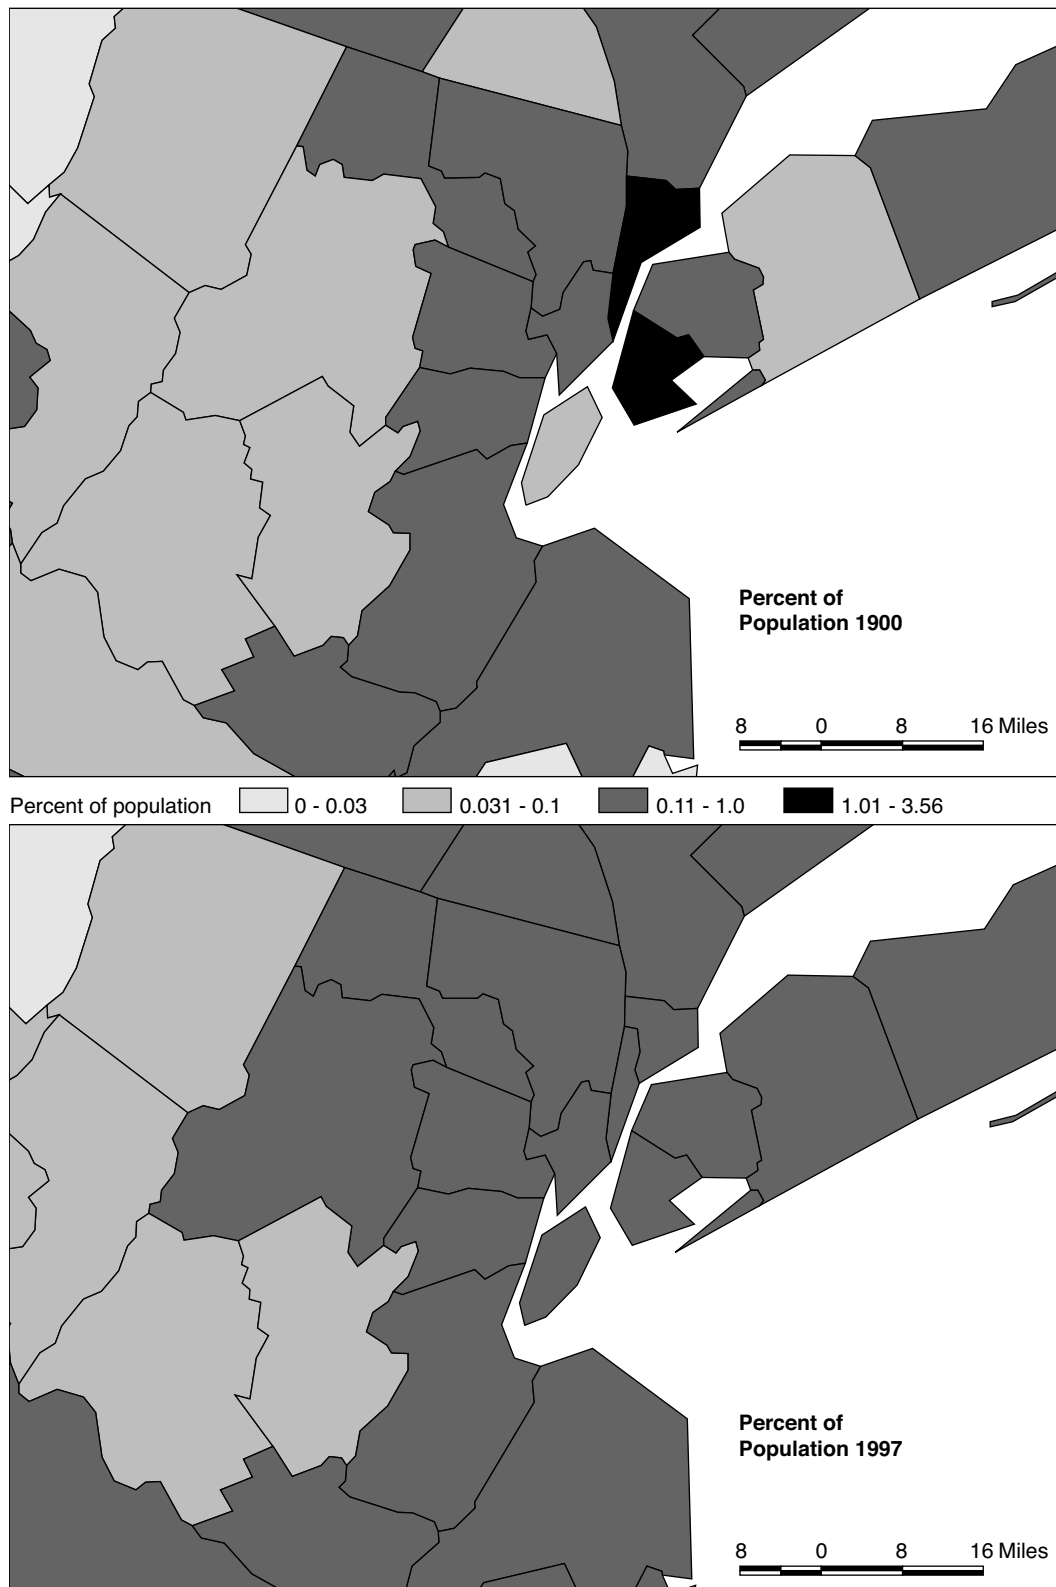 Percent of
Population 1900
8 0 8 16 Miles
Percent of population 0 - 0.03 0.031 - 0.1 0.11 - 1.0 1.01 - 3.56
Percent of
Population 1997
8 0 8 16 Miles